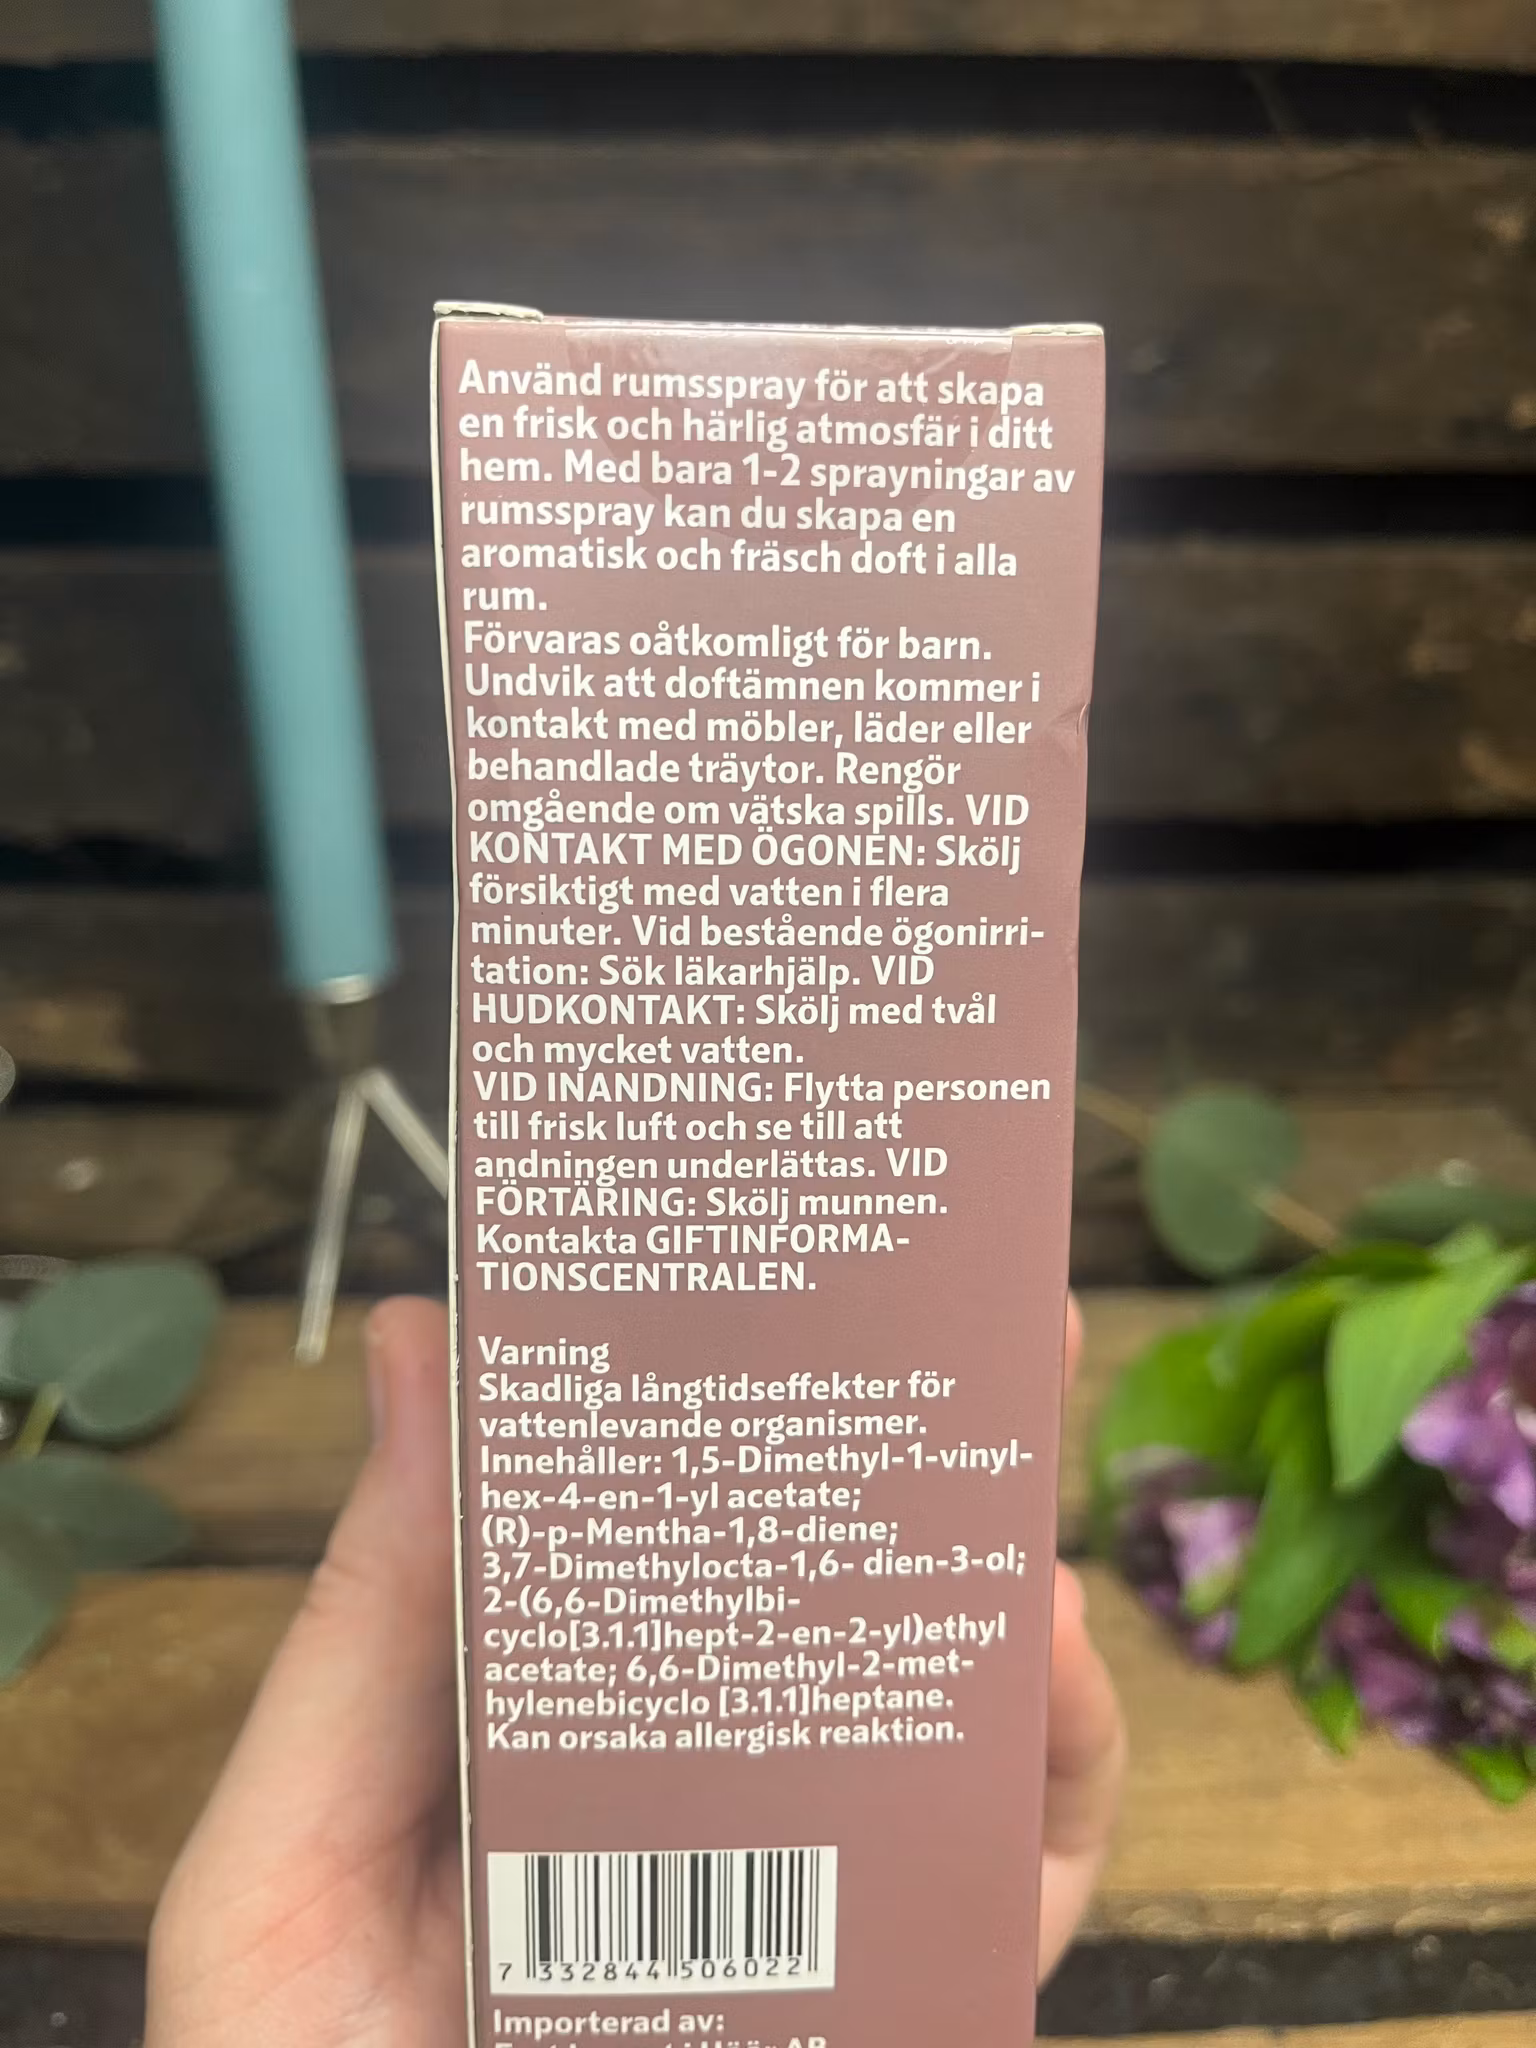 Använd rumsspray för att skapa
en frisk och härlig atmosfär i ditt
hem. Med bara 1-2 sprayningar av
rumsspray kan du skapa en
aromatisk och fräsch doft i alla
rum.
Förvaras oåtkomligt för barn.
Undvik att doftämnen kommer i
kontakt med möbler, läder eller
behandlade träytor. Rengör
omgående om vätska spills. VID
KONTAKT MED ÖGONEN: Skölj
försiktigt med vatten i flera
minuter. Vid bestående ögonirri-
tation: Sök läkarhjälp. VID
HUDKONTAKT: Skölj med tvål
och mycket vatten.
VID INANDNING: Flytta personen
till frisk luft och se till att
andningen underlättas. VID
FÖRTÄRING: Skölj munnen.
Kontakta GIFTINFORMA-
TIONSCENTRALEN.
Varning
Skadliga långtidseffekter för
vattenlevande organismer.
Innehåller: 1,5-Dimethyl-1-vinyl-
hex-4-en-1-yl acetate;
(R)-p-Mentha-1,8-diene;
3,7-Dimethylocta-1,6- dien-3-ol;
2-(6,6-Dimethylbi-
cyclo[3.1.1]hept-2-en-2-yl)ethyl
acetate; 6,6-Dimethyl-2-met-
hylenebicyclo [3.1.1]heptane.
Kan orsaka allergisk reaktion.
7 332844 506022
Importerad av: